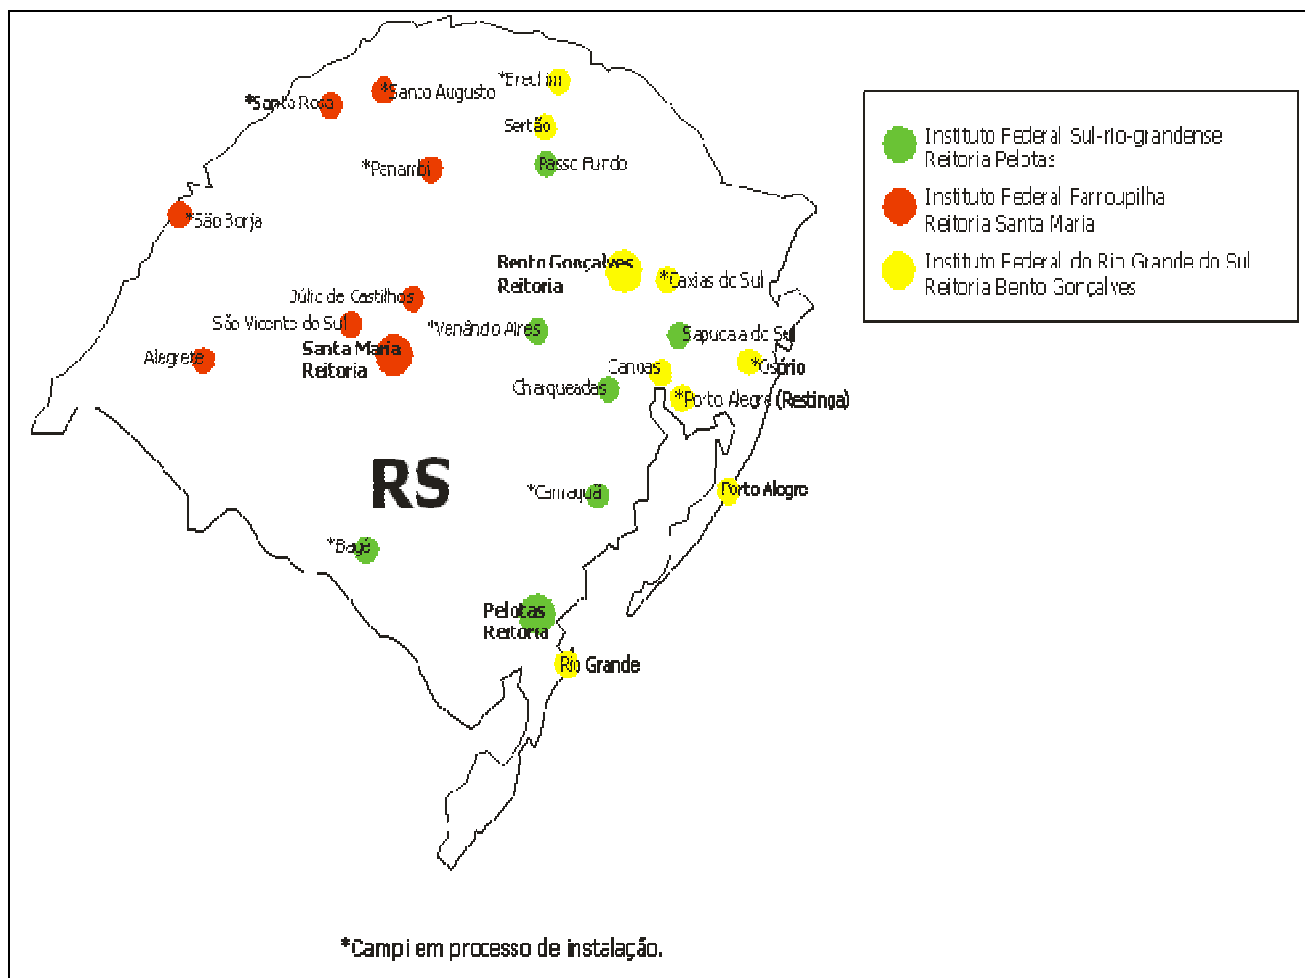 *Erechim
*Santo Augusto
*Santa Rosa
Sertão
Passo Fundo
*Panambi
*São Borja
Bento Gonçalves
Reitoria
*Caxias do Sul
Júlio de Castilhos
São Vicente do Sul
*Venâncio Aires
Sapucaia do Sul
Santa Maria
Reitoria
Alegrete
Canoas
*Osório
Charqueadas
*Porto Alegre (Restinga)
RS
*Camaquã
Porto Alegre
*Bagé
Pelotas
Reitoria
Rio Grande
Instituto Federal Sul-rio-grandense
Reitoria Pelotas
Instituto Federal Farroupilha
Reitoria Santa Maria
Instituto Federal do Rio Grande do Sul
Reitoria Bento Gonçalves
*Campi em processo de instalação.